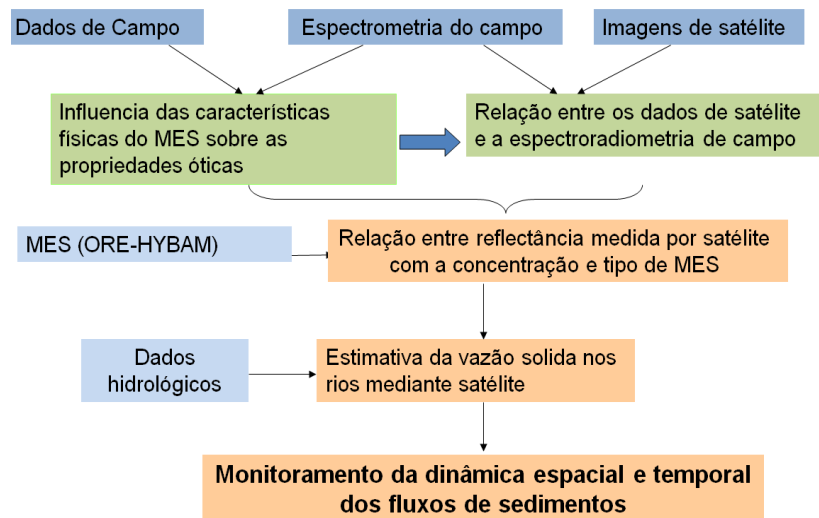 Dados de Campo
Espectrometria do campo
Imagens de satélite
Influencia das características
físicas do MES sobre as
propriedades óticas
Relação entre os dados de satélite
e a espectroradiometria de campo
MES (ORE-HYBAM)
Relação entre reflectância medida por satélite
com a concentração e tipo de MES
Dados
hidrológicos
Estimativa da vazão solida nos
rios mediante satélite
Monitoramento da dinâmica espacial e temporal
dos fluxos de sedimentos